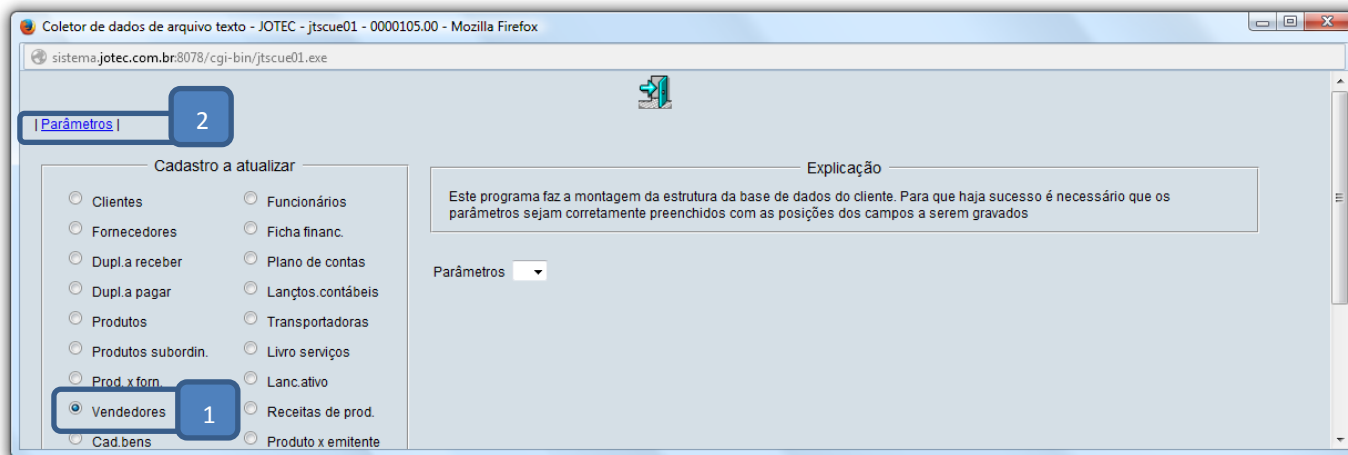 Coletor de dados de arquivo texto - JOTEC - jtscue01 - 0000105.00 - Mozilla Firefox
sistema.jotec.com.br:8078/cgi-bin/jtscue01.exe
| Parâmetros |
2
Cadastro a atualizar
Clientes
Funcionários
Fornecedores
Ficha financ.
Dupl.a receber
Plano de contas
Dupl.a pagar
Lançtos.contábeis
Produtos
Transportadoras
Produtos subordin.
Livro serviços
Prod. x forn.
Lanc.ativo
Vendedores
1
Receitas de prod.
Cad.bens
Produto x emitente
Explicação
Este programa faz a montagem da estrutura da base de dados do cliente. Para que haja sucesso é necessário que os
parâmetros sejam corretamente preenchidos com as posições dos campos a serem gravados
Parâmetros